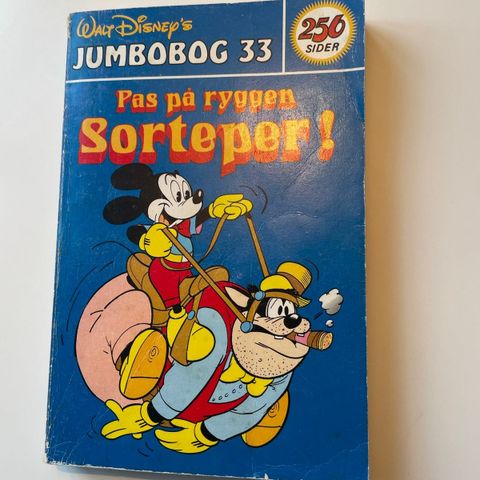 Walt Disney's
JUMBOBOG 33
256
SIDER
Pas på ryggen
Sorteper!